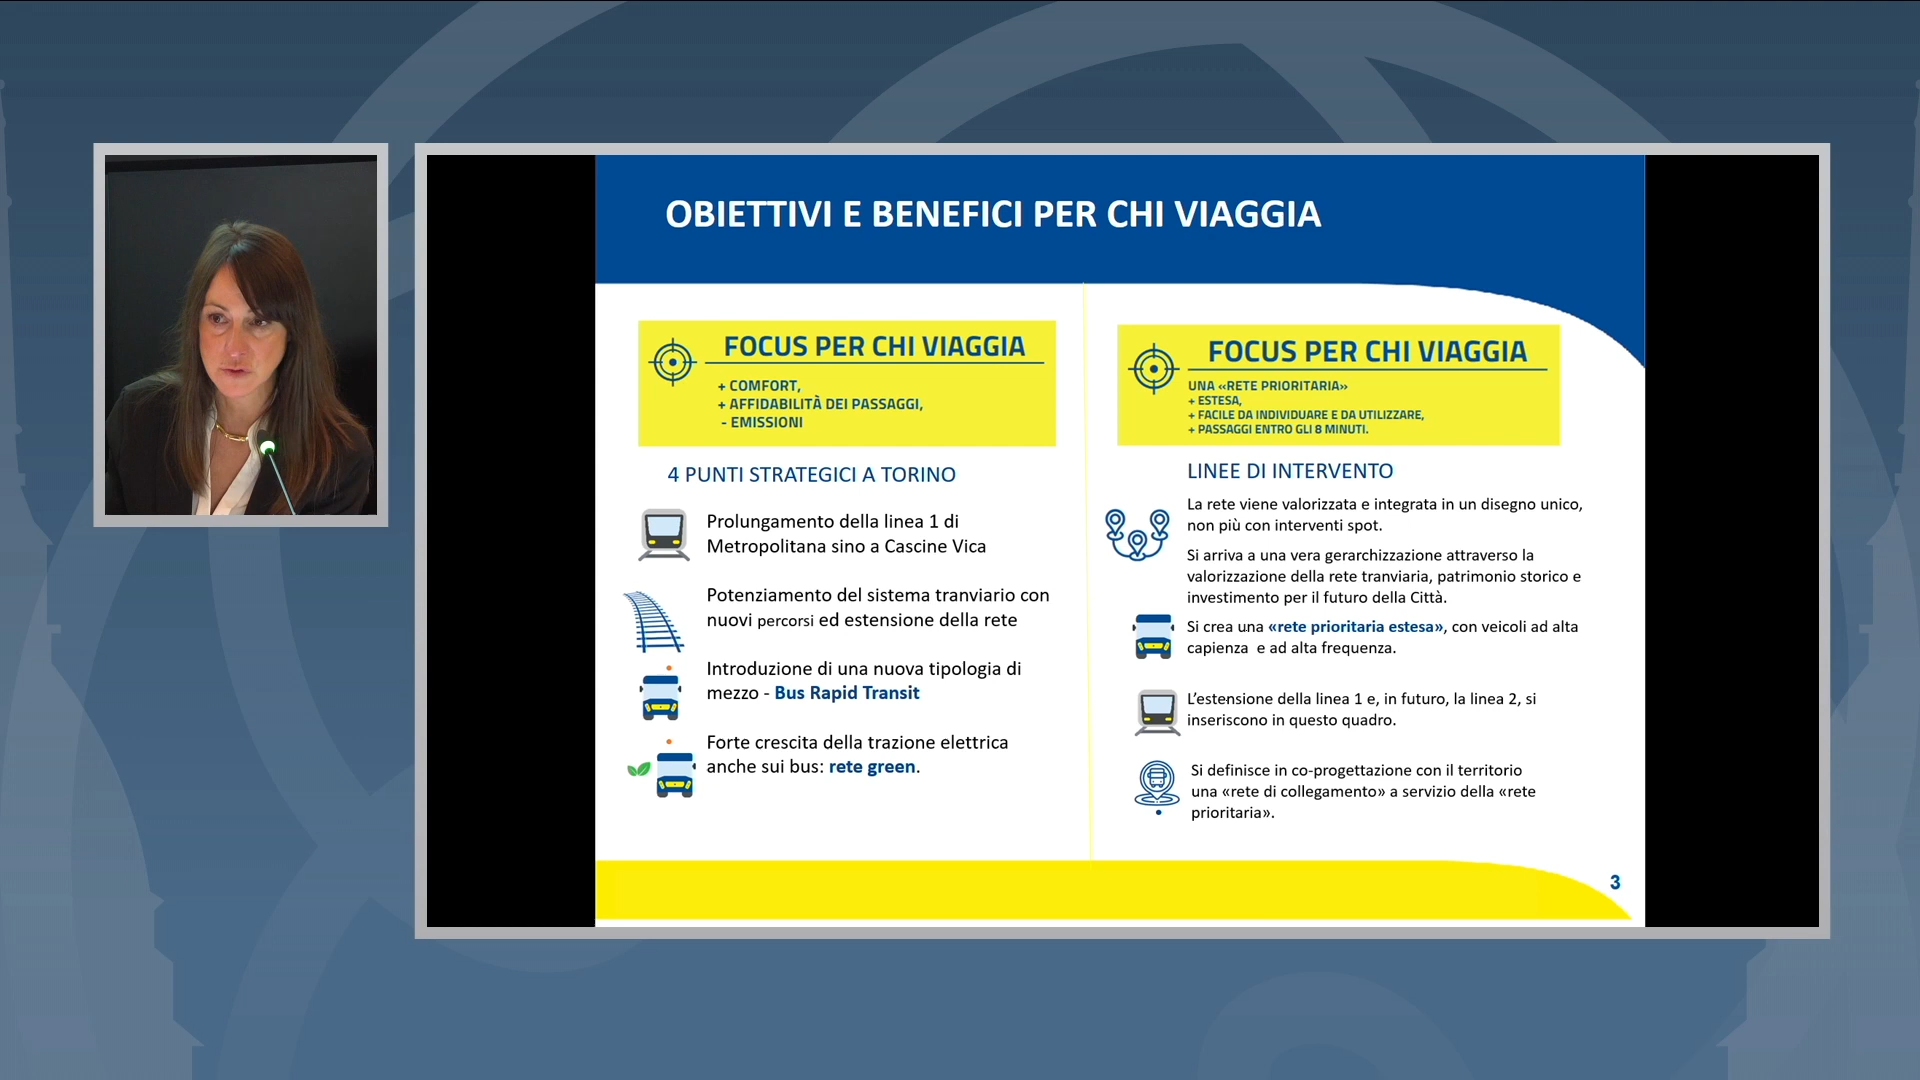 OBIETTIVI E BENEFICI PER CHI VIAGGIA
FOCUS PER CHI VIAGGIA
+ COMFORT,
+ AFFIDABILITÀ DEI PASSAGGI,
- EMISSIONI
4 PUNTI STRATEGICI A TORINO
Prolungamento della linea 1 di
Metropolitana sino a Cascine Vica
Potenziamento del sistema tranviario con
nuovi percorsi ed estensione della rete
Introduzione di una nuova tipologia di
mezzo - Bus Rapid Transit
Forte crescita della trazione elettrica
anche sui bus: rete green.
FOCUS PER CHI VIAGGIA
UNA «RETE PRIORITARIA»
+ ESTESA,
+ FACILE DA INDIVIDUARE E DA UTILIZZARE,
+ PASSAGGI ENTRO GLI 8 MINUTI.
LINEE DI INTERVENTO
La rete viene valorizzata e integrata in un disegno unico,
non più con interventi spot.
Si arriva a una vera gerarchizzazione attraverso la
valorizzazione della rete tranviaria, patrimonio storico e
investimento per il futuro della Città.
Si crea una «rete prioritaria estesa», con veicoli ad alta
capienza e ad alta frequenza.
L'estensione della linea 1 e, in futuro, la linea 2, si
inseriscono in questo quadro.
Si definisce in co-progettazione con il territorio
una «rete di collegamento» a servizio della «rete
prioritaria».
3